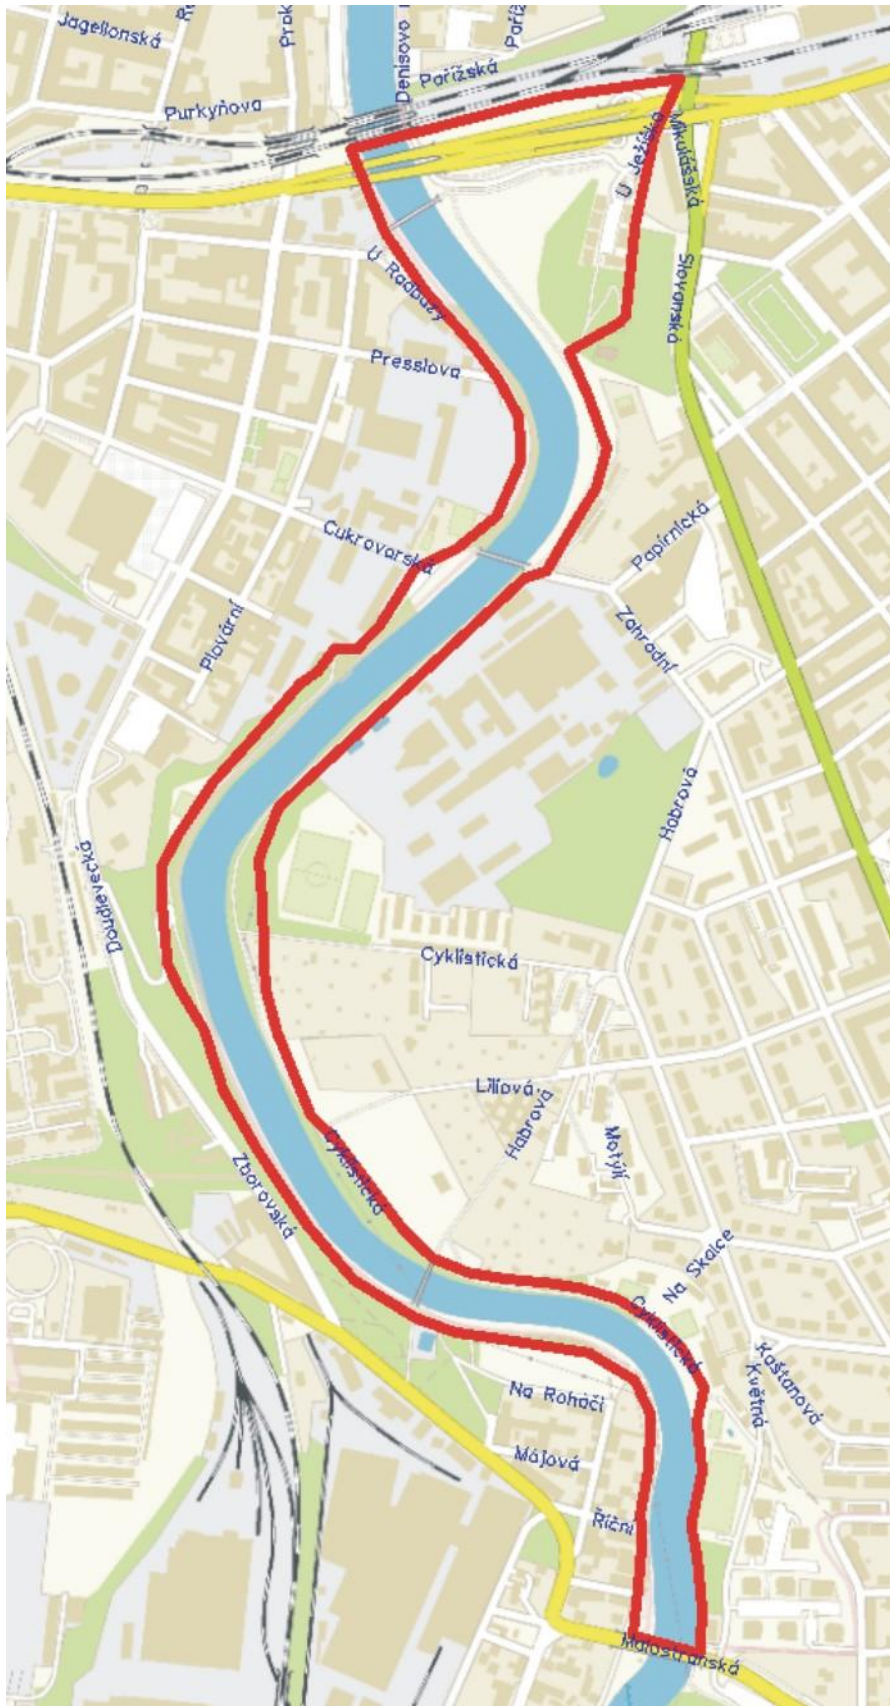 Jagellonská
Denisovo
Pařížská
Purkyňova
U Ježíška
Mikulášská
U Radbuzy
Slovanská
Presslova
Cukrovarská
Papírnická
Plovární
Zahradní
Habrová
Doudlevecká
Cyklistická
Liliová
Habrová
Motýlí
Cyklistická
Zborovská
Na Skalce
Cyklistická
Kaštanová
Květná
Na Roháči
Májová
Říční
Malostranská